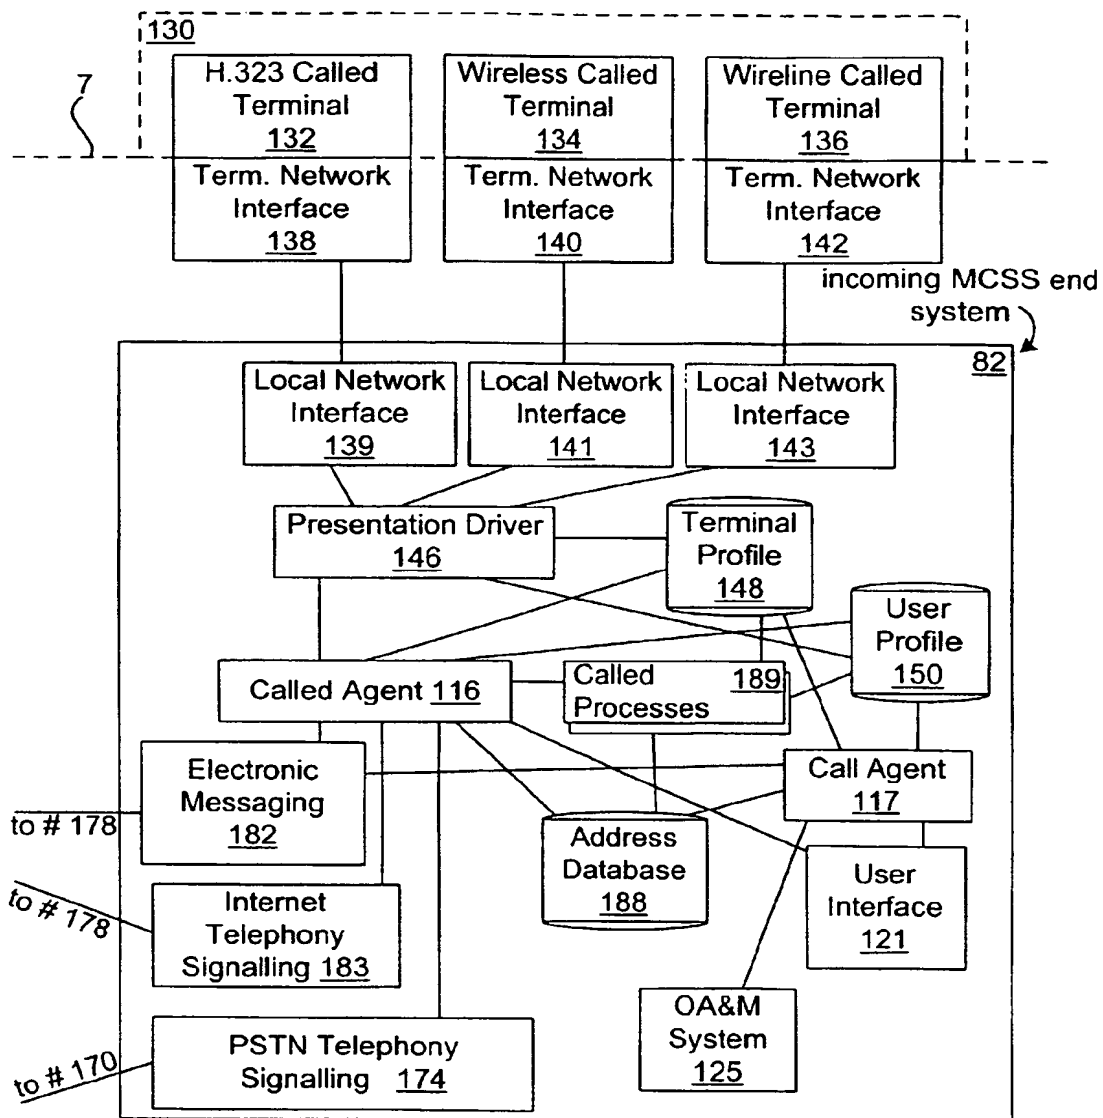 130
7
H.323 Called
Terminal
132
Wireless Called
Terminal
134
Wireline Called
Terminal
136
Term. Network
Interface
138
Term. Network
Interface
140
Term. Network
Interface
142
incoming MCSS end
system
82
Local Network
Interface
139
Local Network
Interface
141
Local Network
Interface
143
Presentation Driver
146
Terminal
Profile
148
User
Profile
150
Called Agent 116
Called
Processes
189
Electronic
Messaging
182
to # 178
Call Agent
117
Address
Database
188
User
Interface
121
Internet
Telephony
Signalling 183
to # 178
OA&M
System
125
PSTN Telephony
Signalling 174
to # 170